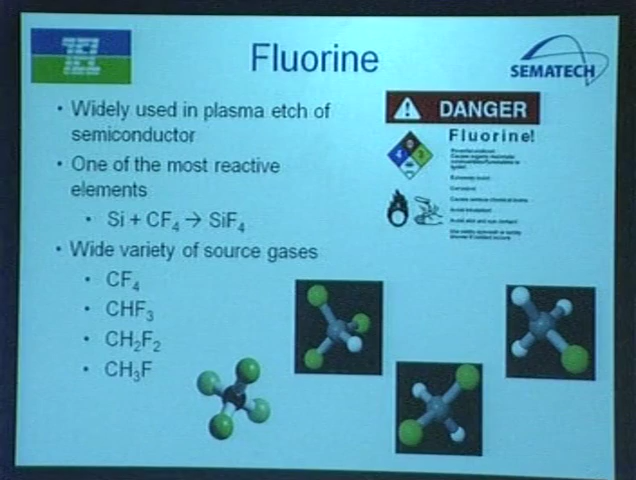 TEL
Fluorine
SEMATECH
• Widely used in plasma etch of
semiconductor
• One of the most reactive
elements
• Si + CF₄ → SiF₄
• Wide variety of source gases
• CF₄
• CHF₃
• CH₂F₂
• CH₃F
DANGER
Fluorine!